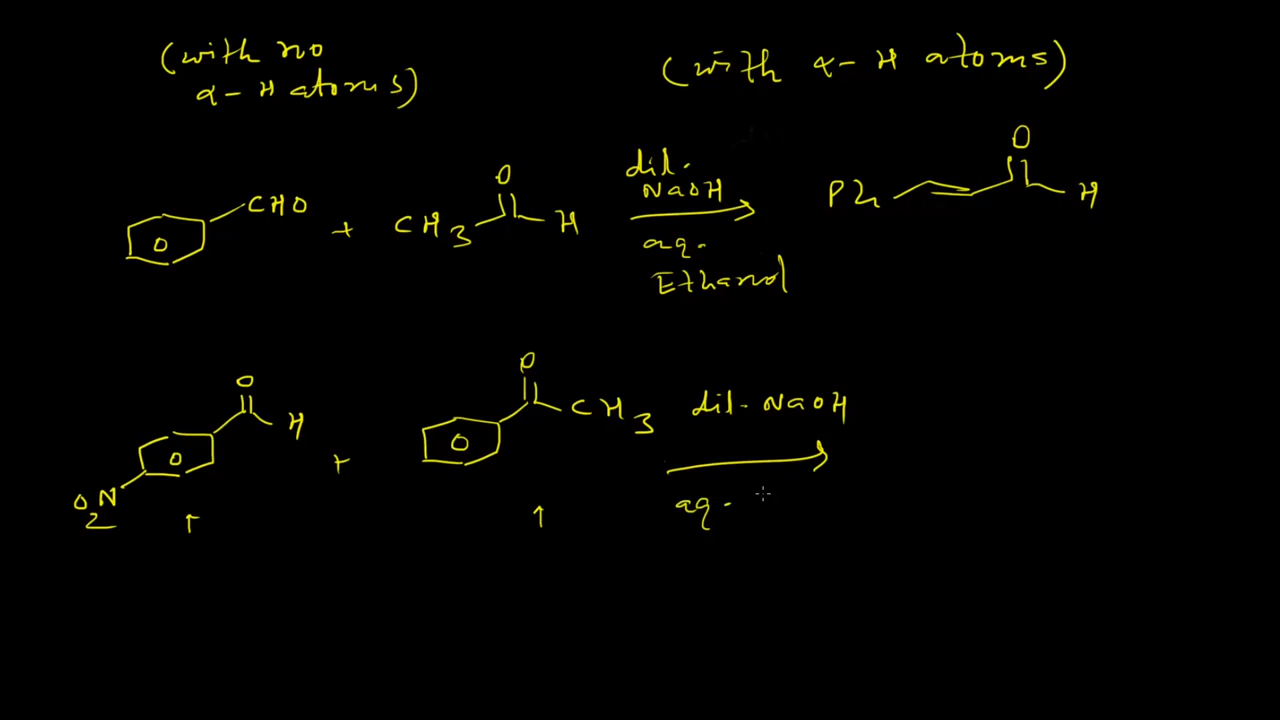 (with no
α-H atoms)
(with α-H atoms)
CHO + CH3 O H
dil. NaOH
aq. Ethanol
Ph O H
O2N O H + O CH3
dil. NaOH
aq.